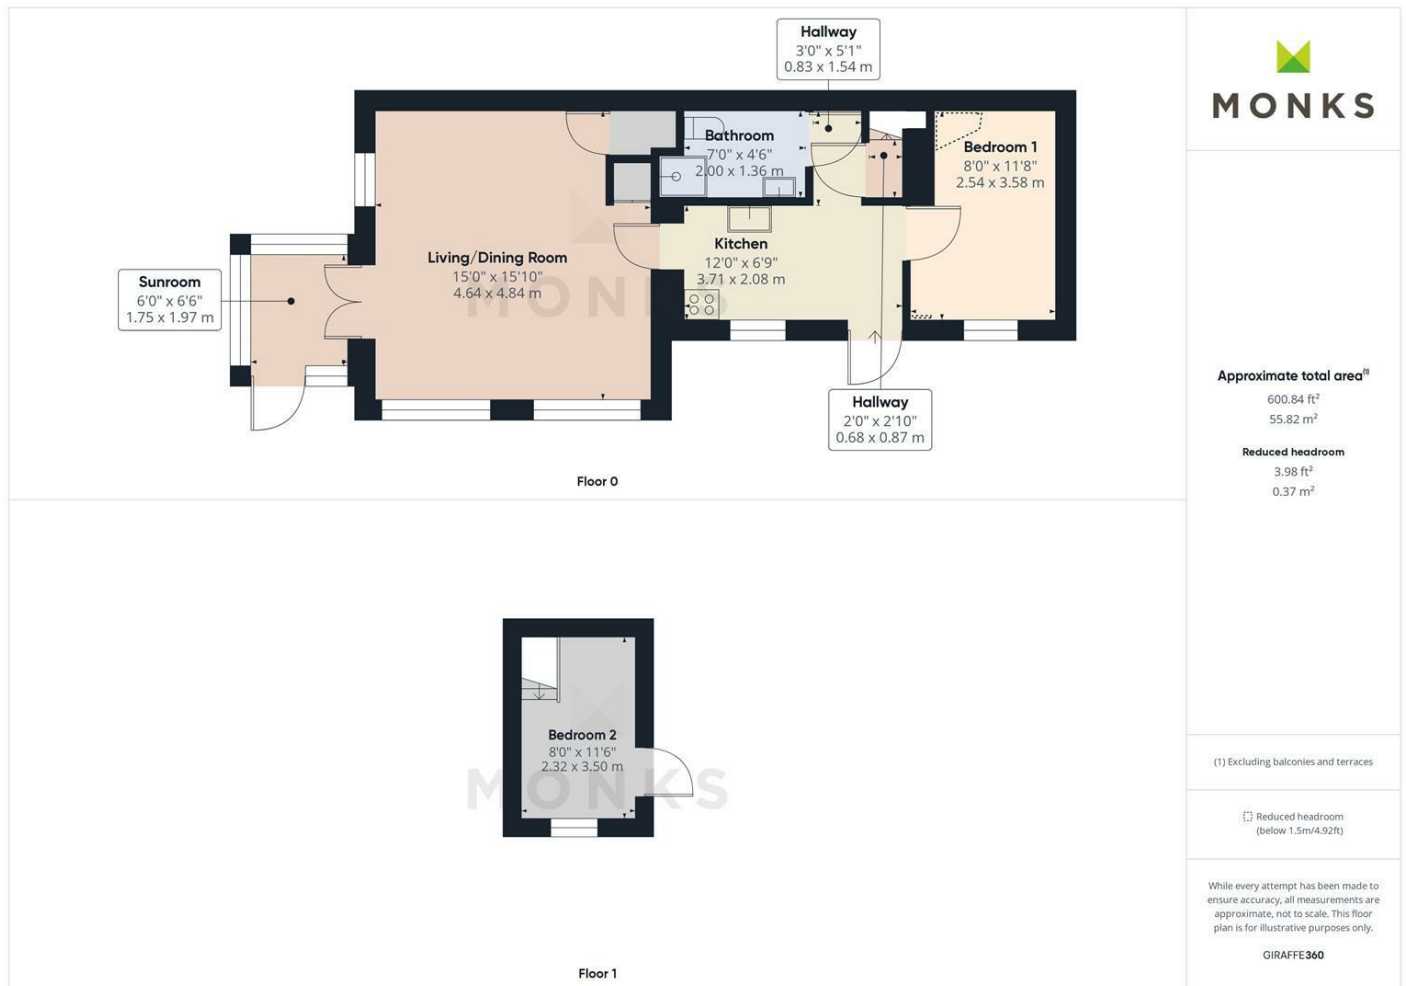 Hallway
3'0" x 5'1"
0.83 x 1.54 m
MONKS
Bathroom
7'0" x 4'6"
2.00 x 1.36 m
Bedroom 1
8'0" x 11'8"
2.54 x 3.58 m
Living/Dining Room
15'0" x 15'10"
4.64 x 4.84 m
Kitchen
12'0" x 6'9"
3.71 x 2.08 m
MONKS
Sunroom
6'0" x 6'6"
1.75 x 1.97 m
Hallway
2'0" x 2'10"
0.68 x 0.87 m
Floor 0
Approximate total area(1)
600.84 ft²
55.82 m²
Reduced headroom
3.98 ft²
0.37 m²
Bedroom 2
8'0" x 11'6"
2.32 x 3.50 m
MONKS
Floor 1
(1) Excluding balconies and terraces
Reduced headroom
(below 1.5m/4.92ft)
While every attempt has been made to
ensure accuracy, all measurements are
approximate, not to scale. This floor
plan is for illustrative purposes only.
GIRAFFE360